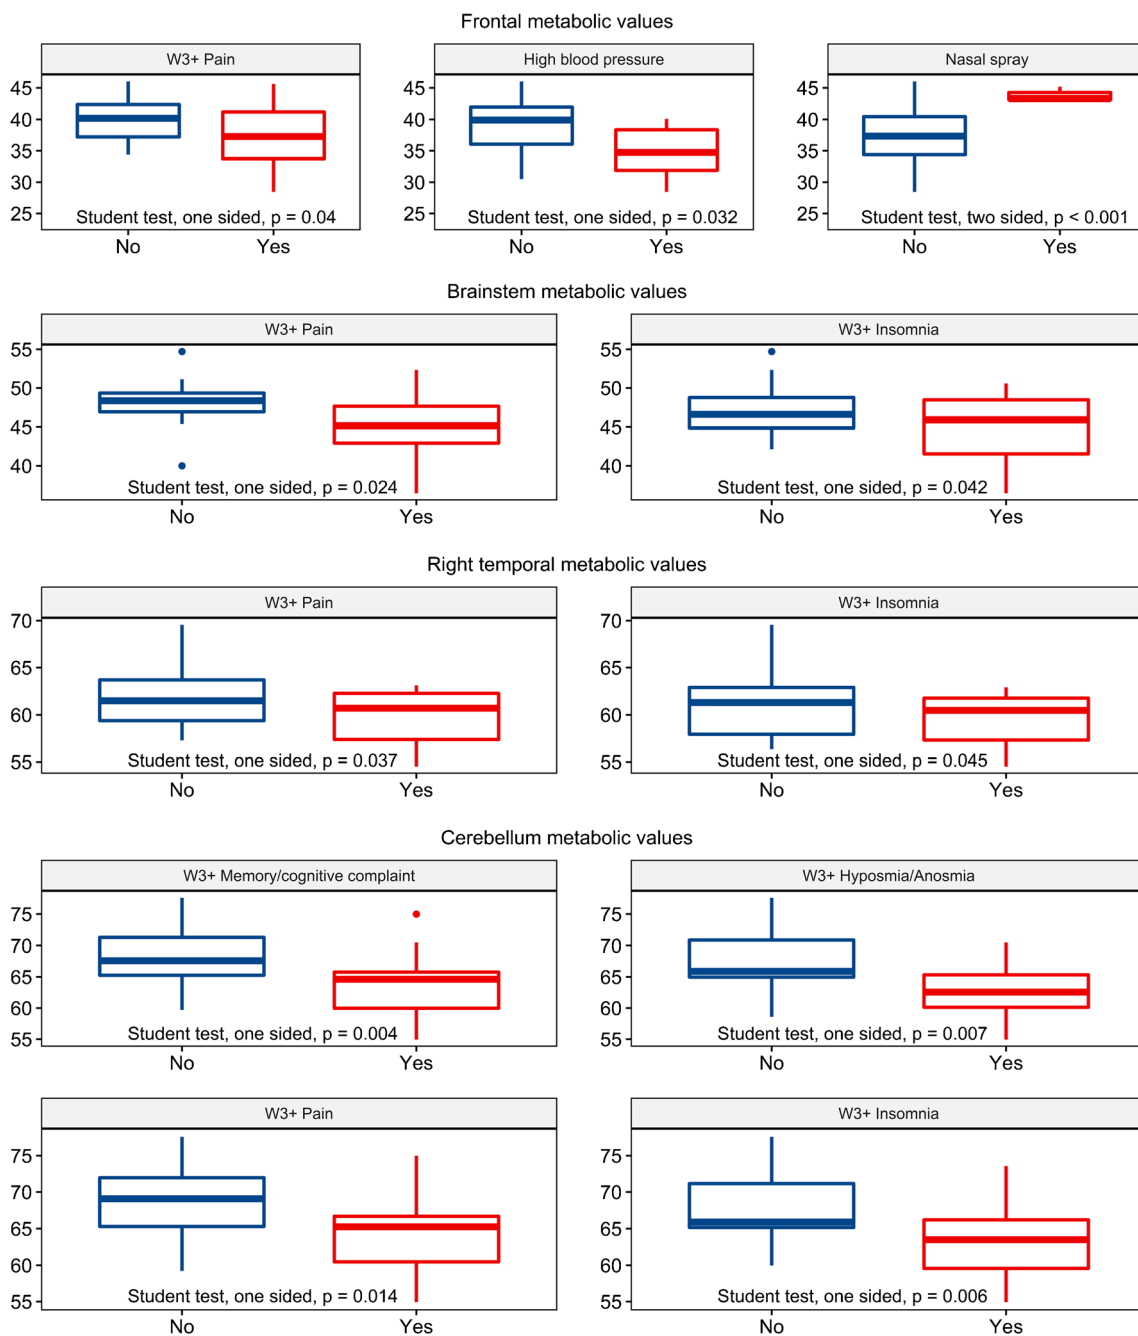 Frontal metabolic values
W3+ Pain
High blood pressure
Nasal spray
45
40
35
30
25
Student test, one sided, p = 0.04
No
Yes
45
40
35
30
25
Student test, one sided, p = 0.032
No
Yes
45
40
35
30
25
Student test, two sided, p < 0.001
No
Yes
Brainstem metabolic values
W3+ Pain
W3+ Insomnia
55
50
45
40
Student test, one sided, p = 0.024
No
Yes
55
50
45
40
Student test, one sided, p = 0.042
No
Yes
Right temporal metabolic values
W3+ Pain
W3+ Insomnia
70
65
60
55
Student test, one sided, p = 0.037
No
Yes
70
65
60
55
Student test, one sided, p = 0.045
No
Yes
Cerebellum metabolic values
W3+ Memory/cognitive complaint
W3+ Hyposmia/Anosmia
75
70
65
60
55
Student test, one sided, p = 0.004
No
Yes
75
70
65
60
55
Student test, one sided, p = 0.007
No
Yes
W3+ Pain
W3+ Insomnia
75
70
65
60
55
Student test, one sided, p = 0.014
No
Yes
75
70
65
60
55
Student test, one sided, p = 0.006
No
Yes